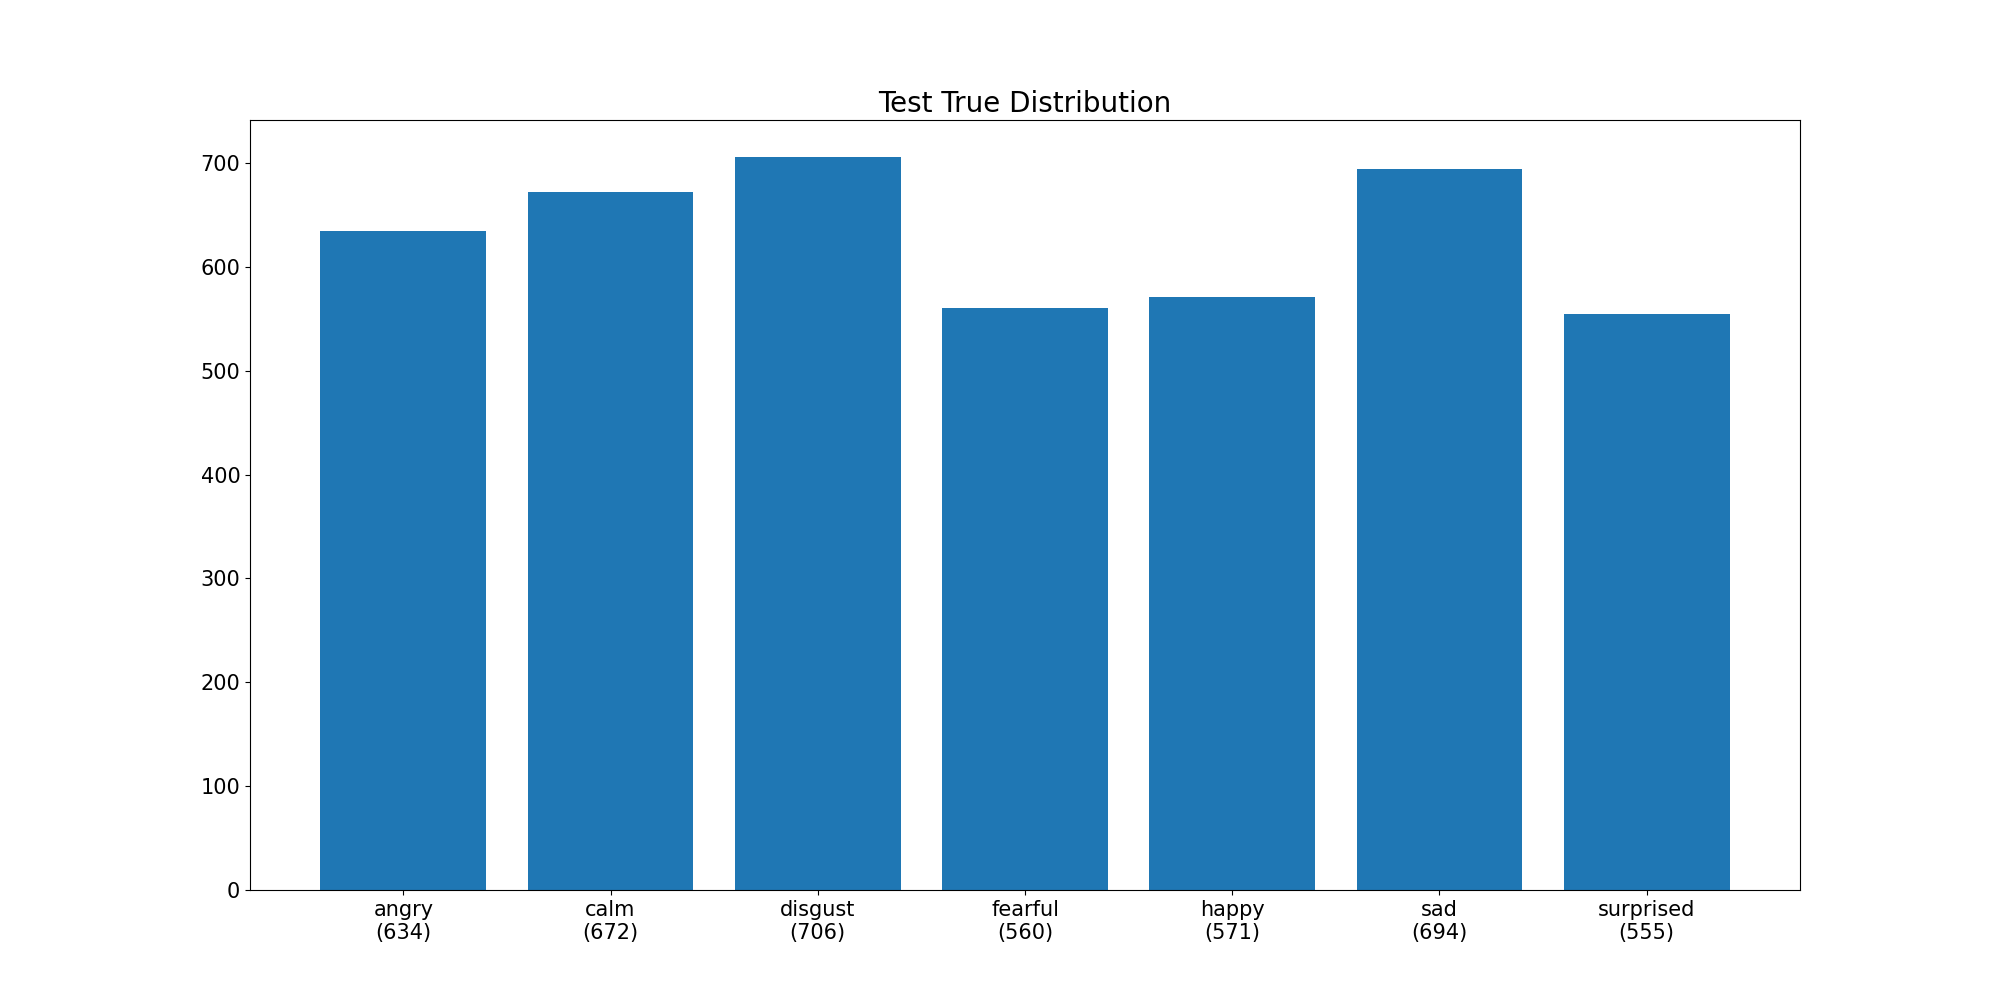 Test True Distribution
700
600
500
400
300
200
100
0
angry calm disgust fearful happy sad surprised
(634) (672) (706) (560) (571) (694) (555)